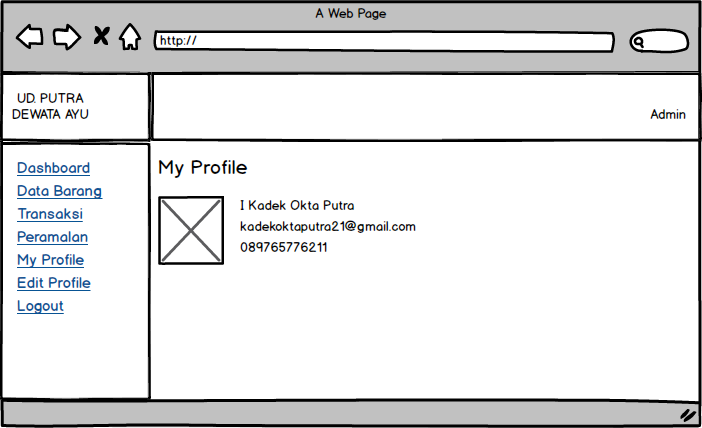 A Web Page
http://
UD. PUTRA
DEWATA AYU
Admin
Dashboard
Data Barang
Transaksi
Peramalan
My Profile
Edit Profile
Logout
My Profile
I Kadek Okta Putra
kadekoktaputra21@gmail.com
089765776211